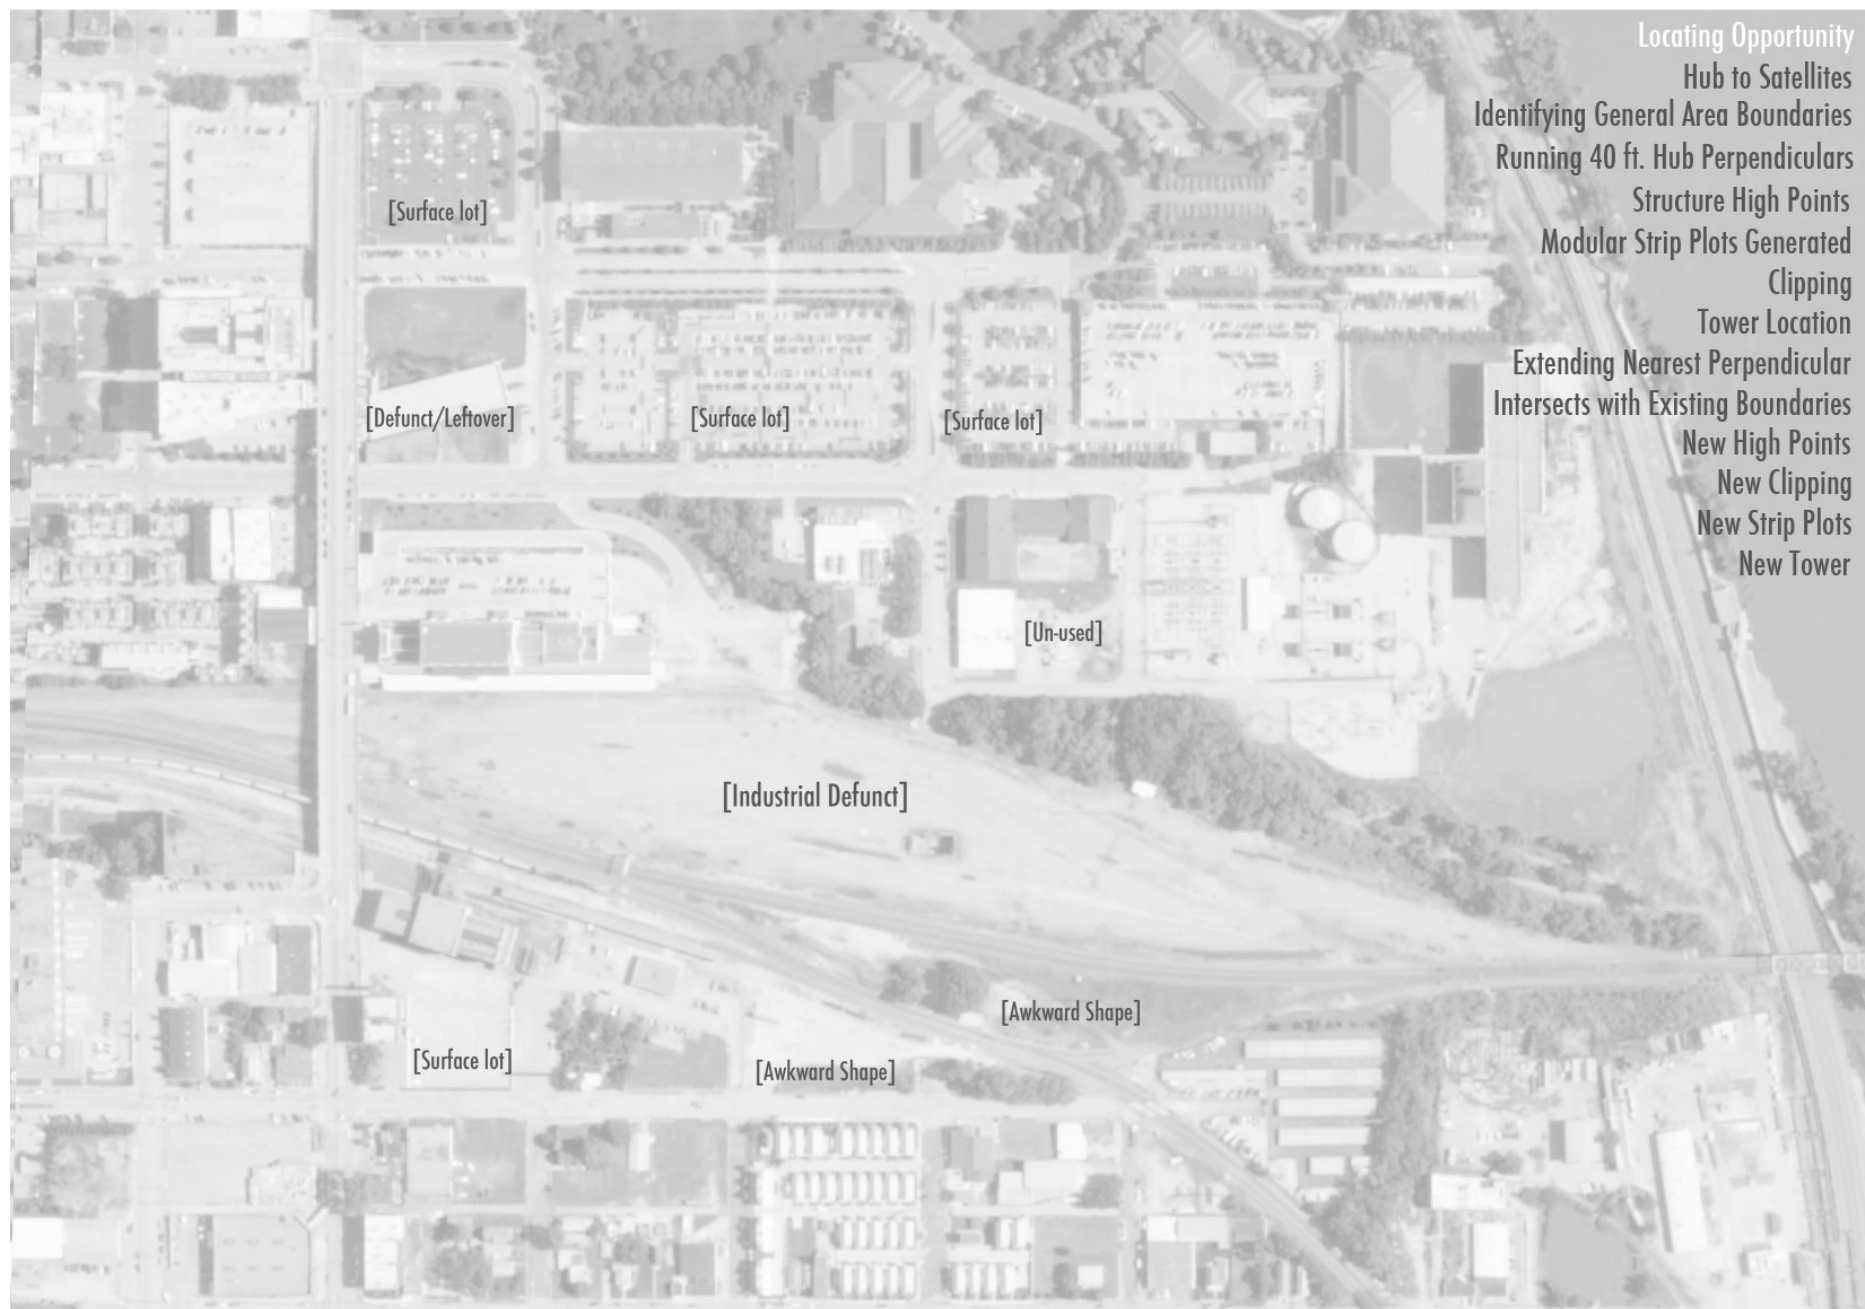 Locating Opportunity
Hub to Satellites
Identifying General Area Boundaries
Running 40 ft. Hub Perpendiculars
Structure High Points
Modular Strip Plots Generated
Clipping
Tower Location
Extending Nearest Perpendicular
Intersects with Existing Boundaries
New High Points
New Clipping
New Strip Plots
New Tower
[Surface lot]
[Defunct/Leftover]
[Surface lot]
[Surface lot]
[Un-used]
[Industrial Defunct]
[Awkward Shape]
[Surface lot]
[Awkward Shape]